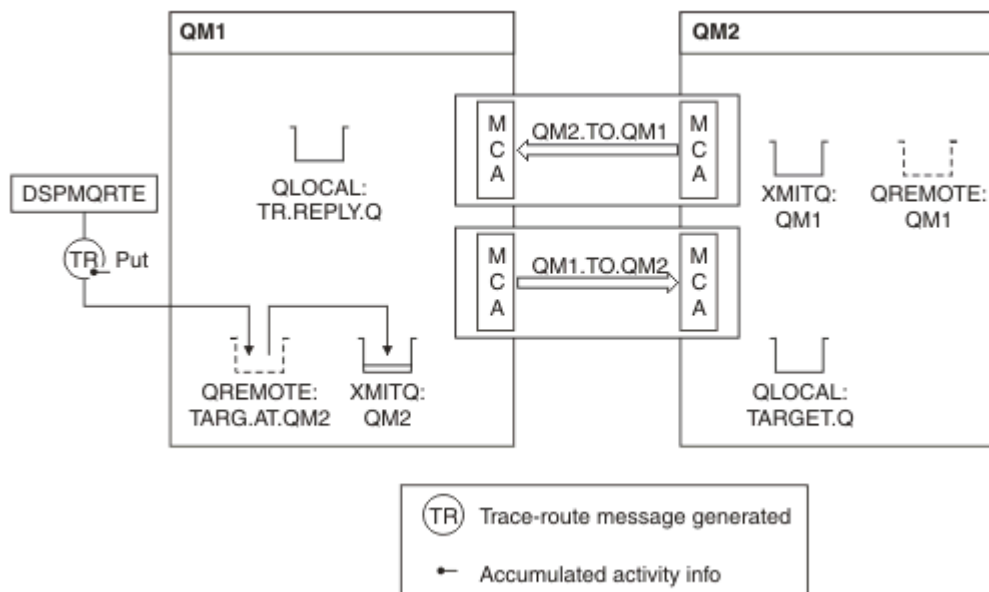 QM1
QM2
M
C
A
QM2.TO.QM1
M
C
A
QLOCAL:
TR.REPLY.Q
XMITQ:
QM1
QREMOTE:
QM1
DSPMQRTE
TR
Put
M
C
A
QM1.TO.QM2
M
C
A
QREMOTE:
TARG.AT.QM2
XMITQ:
QM2
QLOCAL:
TARGET.Q
TR Trace-route message generated
Accumulated activity info